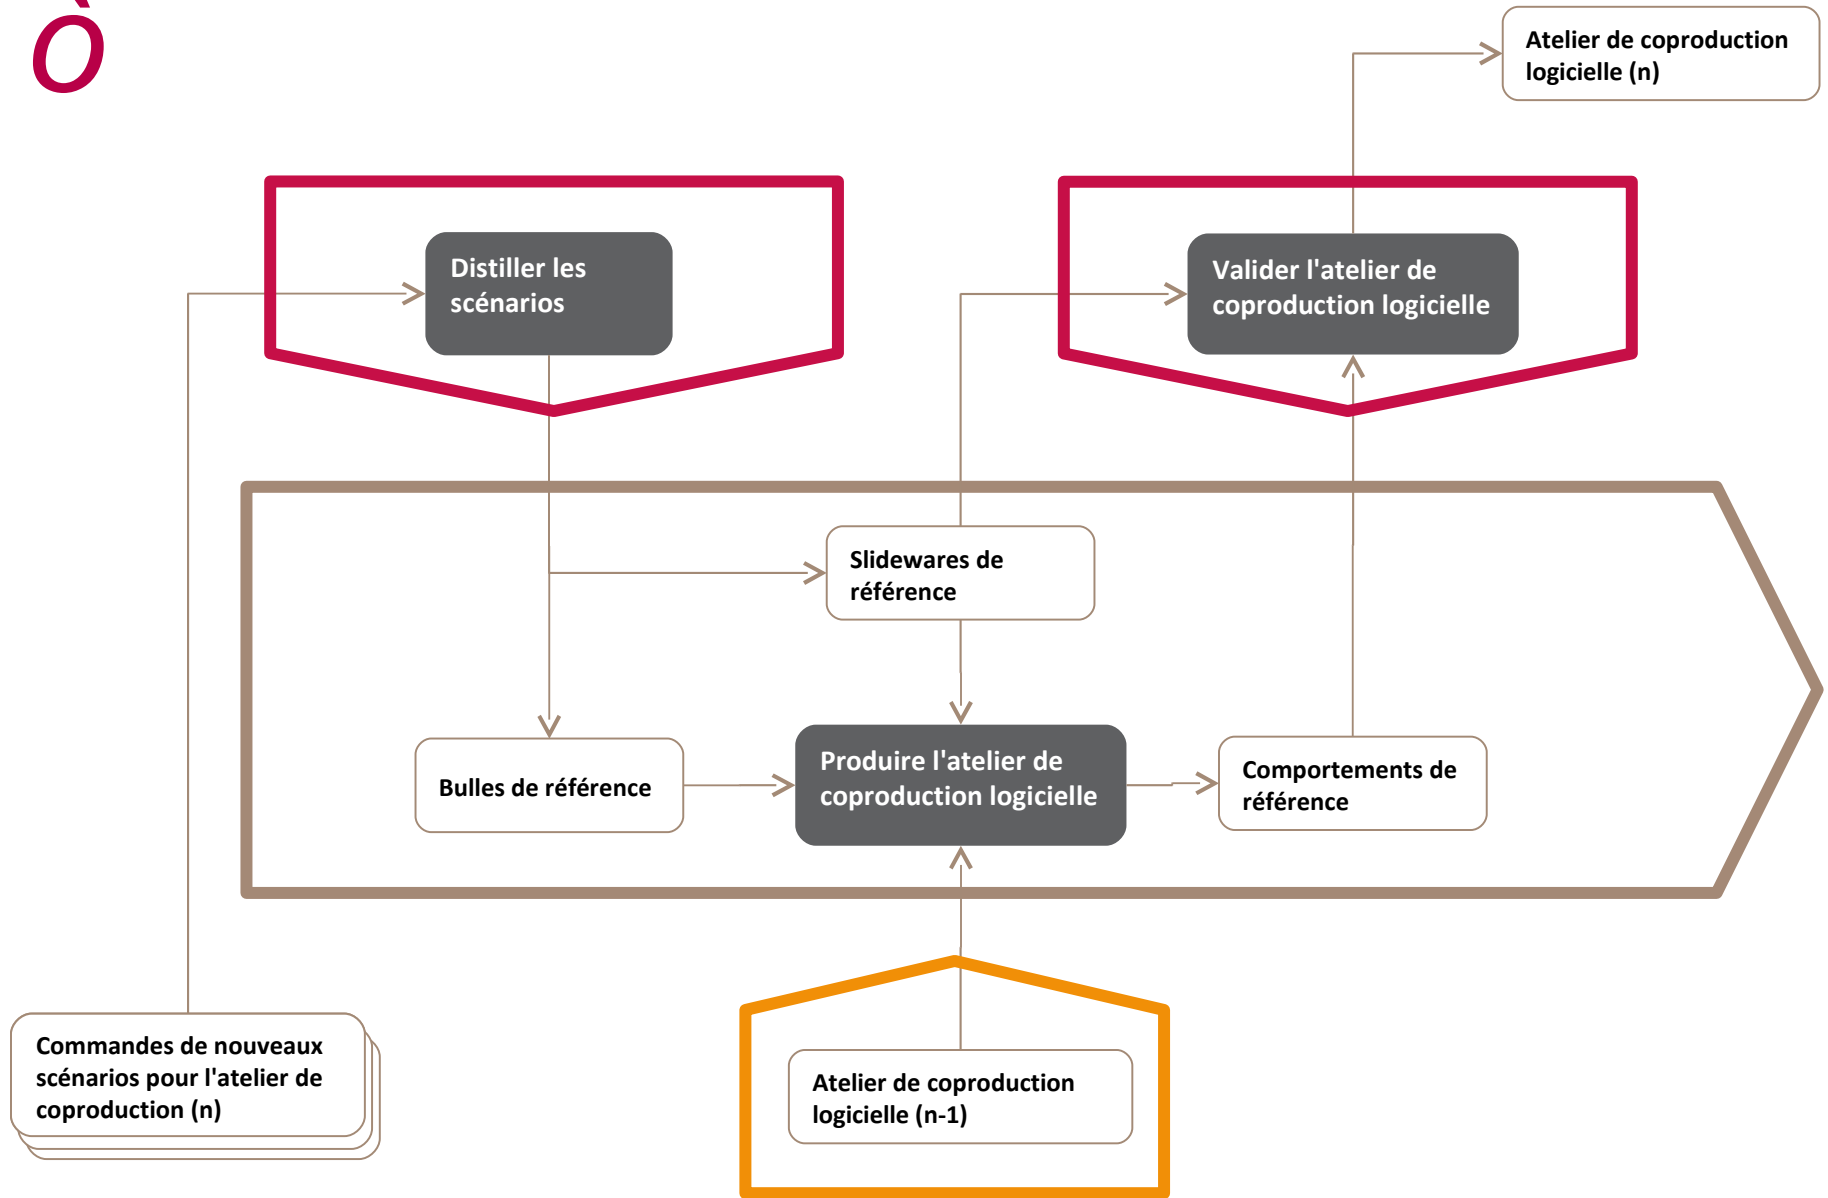 Ò
Atelier de coproduction
logicielle (n)
Distiller les
scénarios
Valider l'atelier de
coproduction logicielle
Slidewares de
référence
Bulles de référence
Produire l'atelier de
coproduction logicielle
Comportements de
référence
Commandes de nouveaux
scénarios pour l'atelier de
coproduction (n)
Atelier de coproduction
logicielle (n-1)